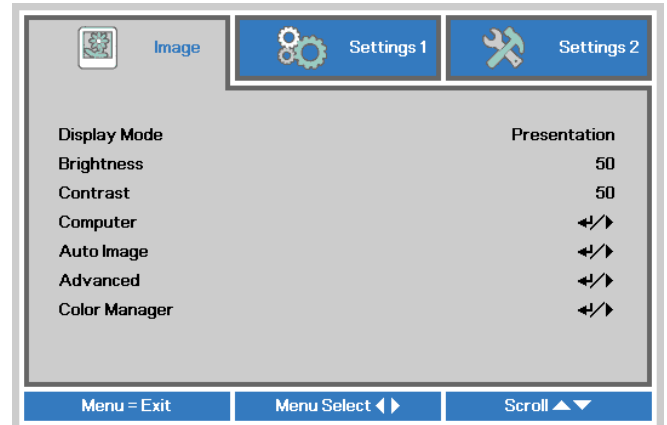 Image Settings 1 Settings 2
Display Mode Presentation
Brightness 50
Contrast 50
Computer ↵/▶
Auto Image ↵/▶
Advanced ↵/▶
Color Manager ↵/▶
Menu = Exit Menu Select ◀▶ Scroll ▲▼